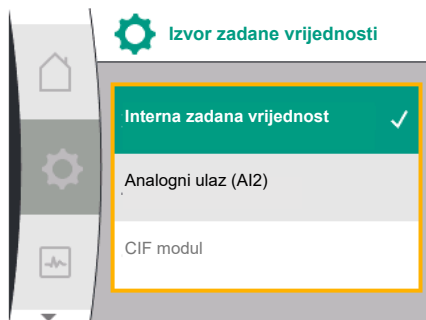 Izvor zadane vrijednosti
Interna zadana vrijednost
Analogni ulaz (AI2)
CIF modul